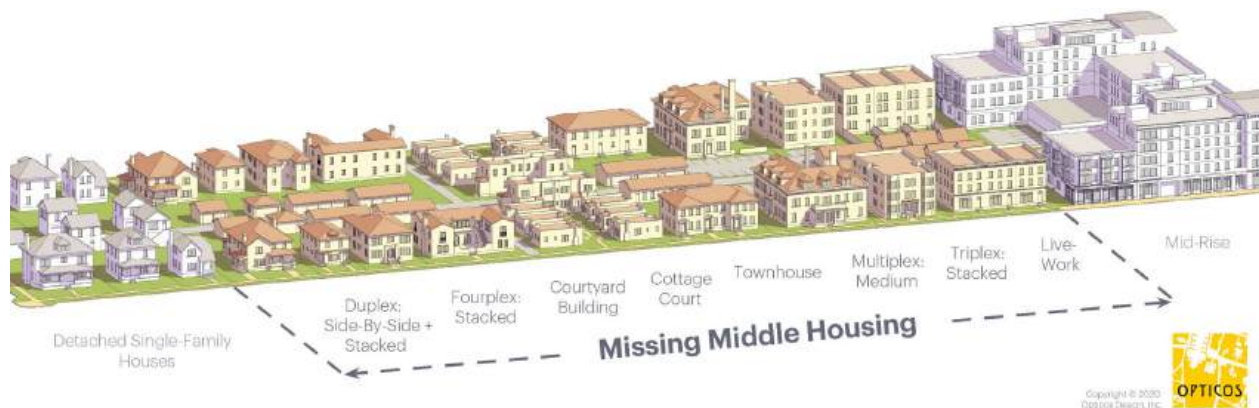 Detached Single-Family
Houses
Duplex:
Side-By-Side +
Stacked
Fourplex:
Stacked
Courtyard
Building
Cottage
Court
Townhouse
Multiplex:
Medium
Triplex:
Stacked
Live-
Work
Mid-Rise
Missing Middle Housing
Copyright © 2020
Opticos Design, Inc.
OPTICOS